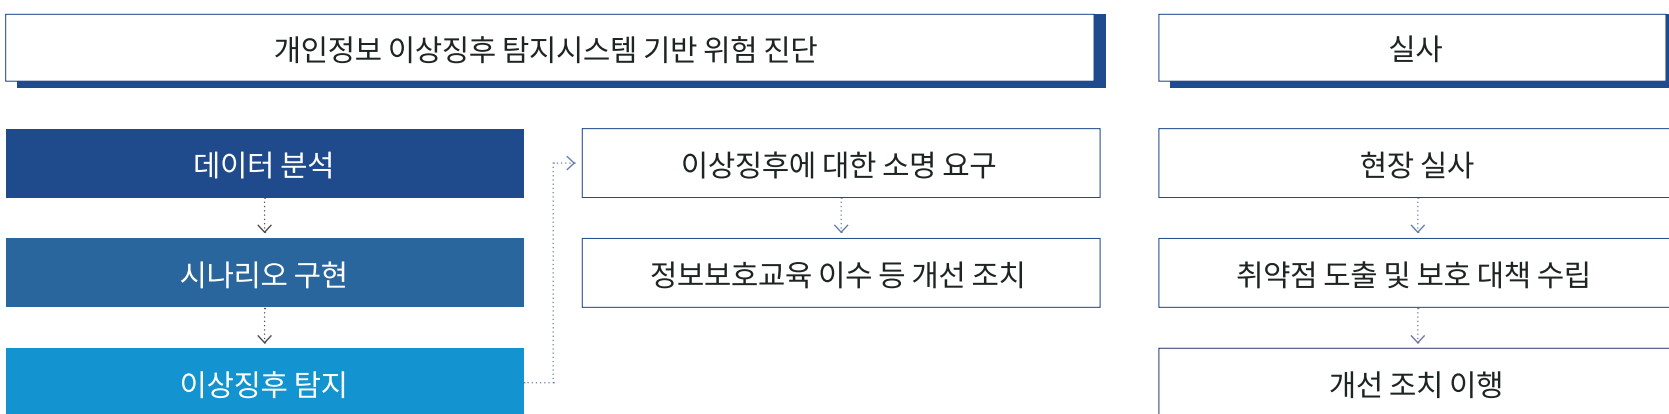 개인정보 이상징후 탐지시스템 기반 위험 진단
데이터 분석
시나리오 구현
이상징후 탐지
이상징후에 대한 소명 요구
정보보호교육 이수 등 개선 조치
실사
현장 실사
취약점 도출 및 보호 대책 수립
개선 조치 이행